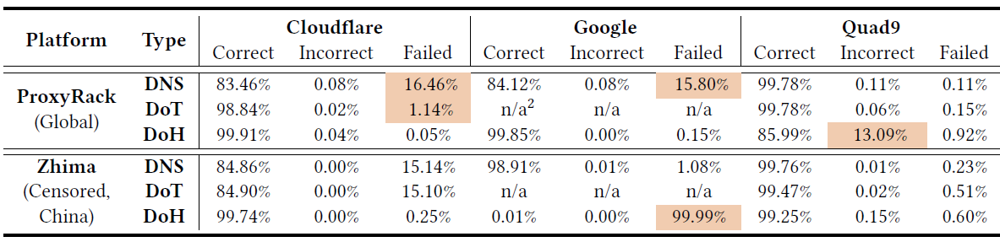 Platform Type Cloudflare Google Quad9
Correct Incorrect Failed Correct Incorrect Failed Correct Incorrect Failed
ProxyRack (Global) DNS 83.46% 0.08% 16.46% 84.12% 0.08% 15.80% 99.78% 0.11% 0.11%
DoT 98.84% 0.02% 1.14% n/a² n/a n/a 99.78% 0.06% 0.15%
DoH 99.91% 0.04% 0.05% 99.85% 0.00% 0.15% 85.99% 13.09% 0.92%
Zhima DNS 84.86% 0.00% 15.14% 98.91% 0.01% 1.08% 99.76% 0.01% 0.23%
(Censored, DoT 84.90% 0.00% 15.10% n/a n/a n/a 99.47% 0.02% 0.51%
China) DoH 99.74% 0.00% 0.25% 0.01% 0.00% 99.99% 99.25% 0.15% 0.60%